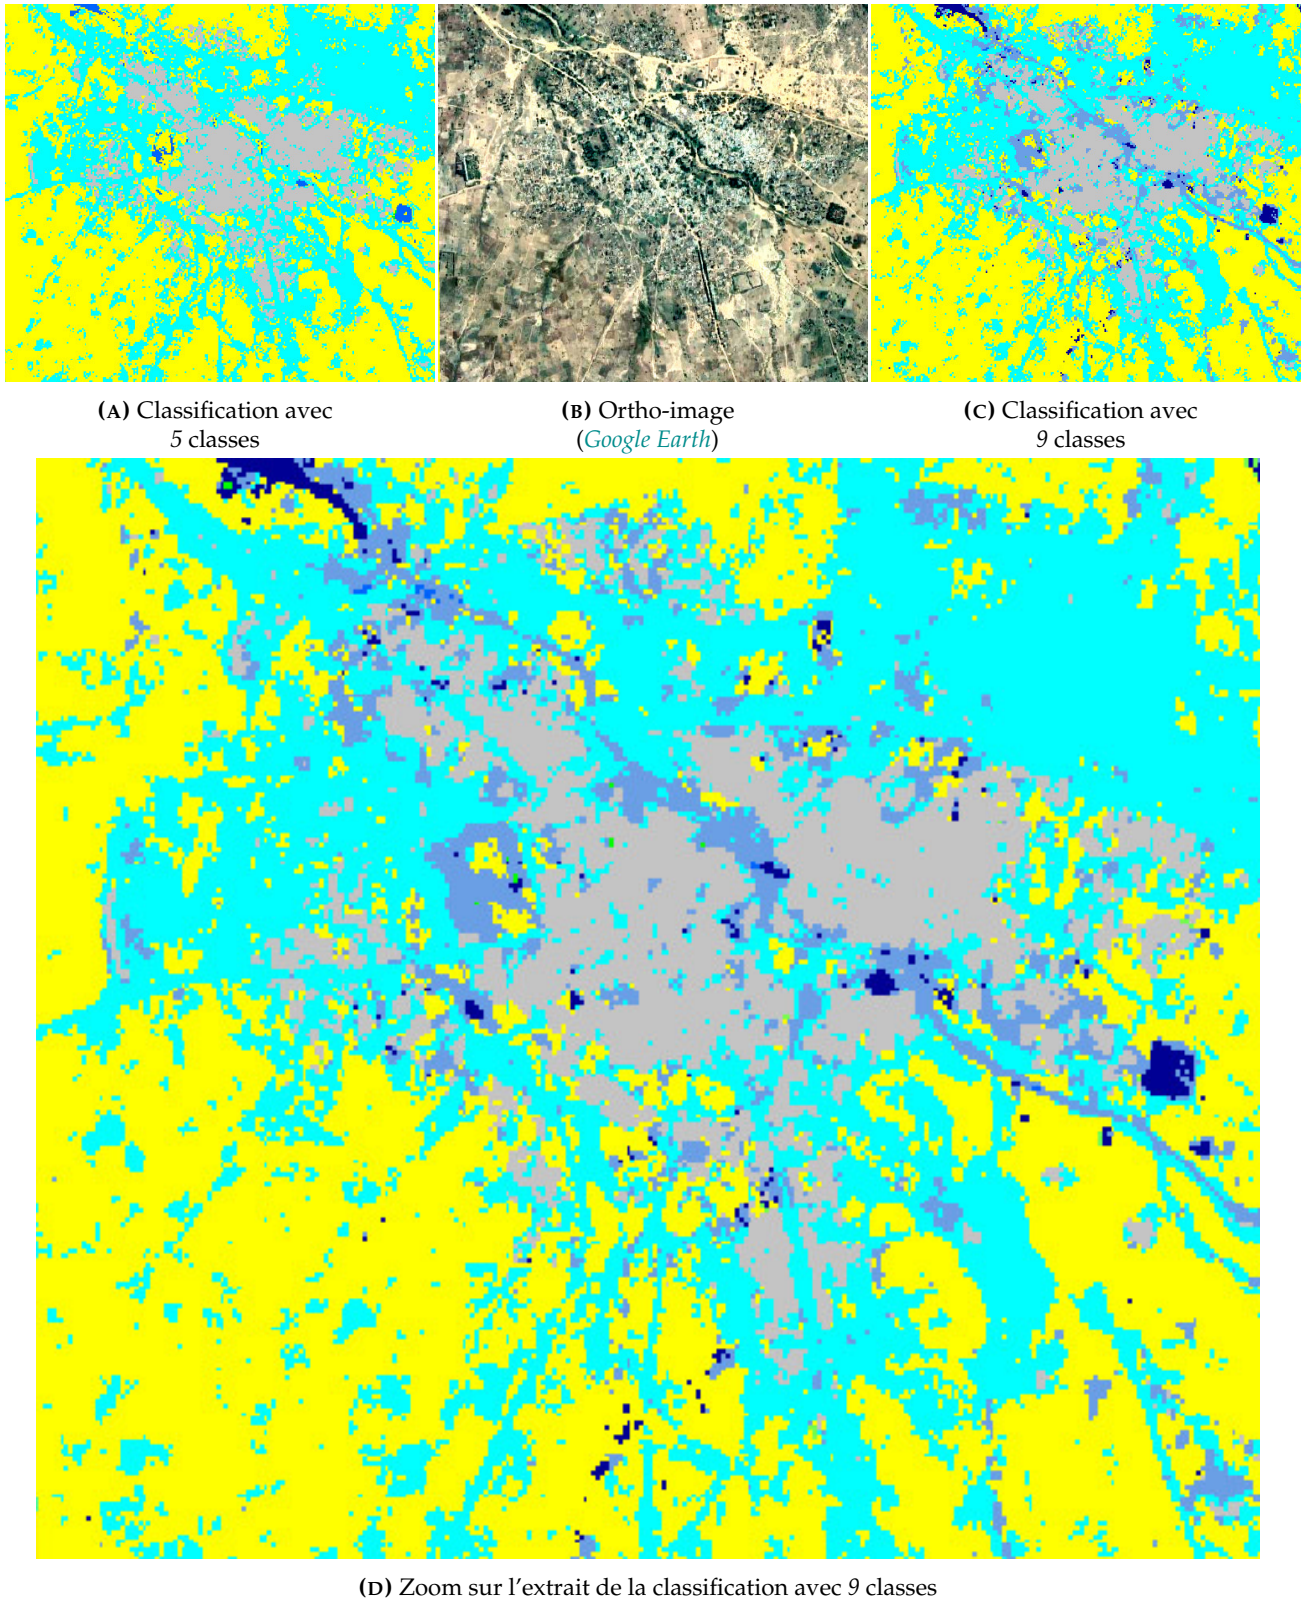 (A) Classification avec
5 classes
(B) Ortho-image
(Google Earth)
(C) Classification avec
9 classes
(D) Zoom sur l'extrait de la classification avec 9 classes